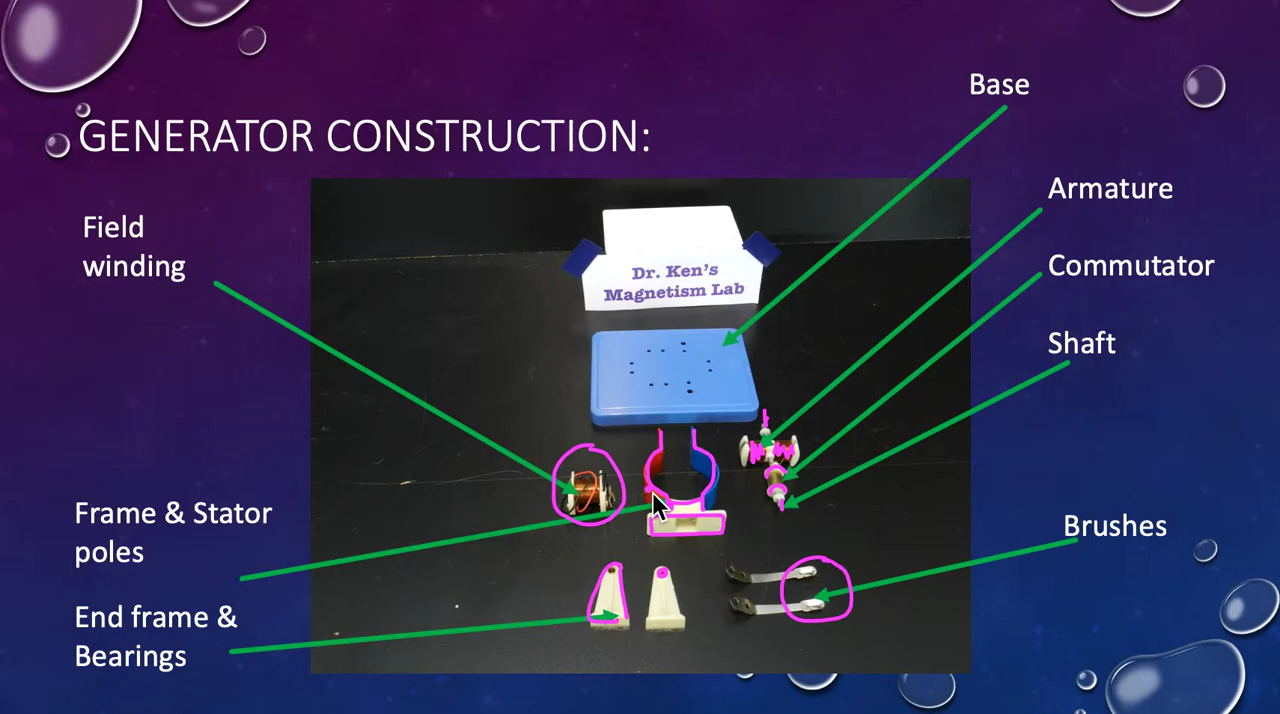 Base
GENERATOR CONSTRUCTION:
Armature
Field
winding
Commutator
Dr. Ken's
Magnetism Lab
Shaft
Frame & Stator
poles
Brushes
End frame &
Bearings